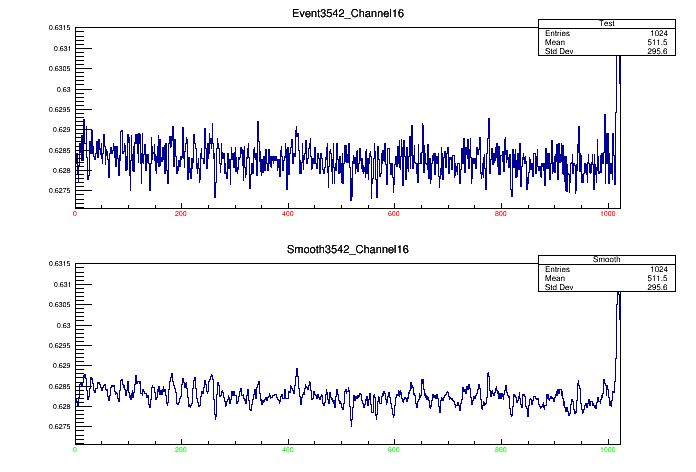 Event3542_Channel16
Test
Entries 1024
Mean 511.5
Std Dev 295.6
0.6315
0.631
0.6305
0.63
0.6295
0.629
0.6285
0.628
0.6275
0 200 400 600 800 1000
Smooth3542_Channel16
Smooth
Entries 1024
Mean 511.5
Std Dev 295.6
0.6315
0.631
0.6305
0.63
0.6295
0.629
0.6285
0.628
0.6275
0 200 400 600 800 1000